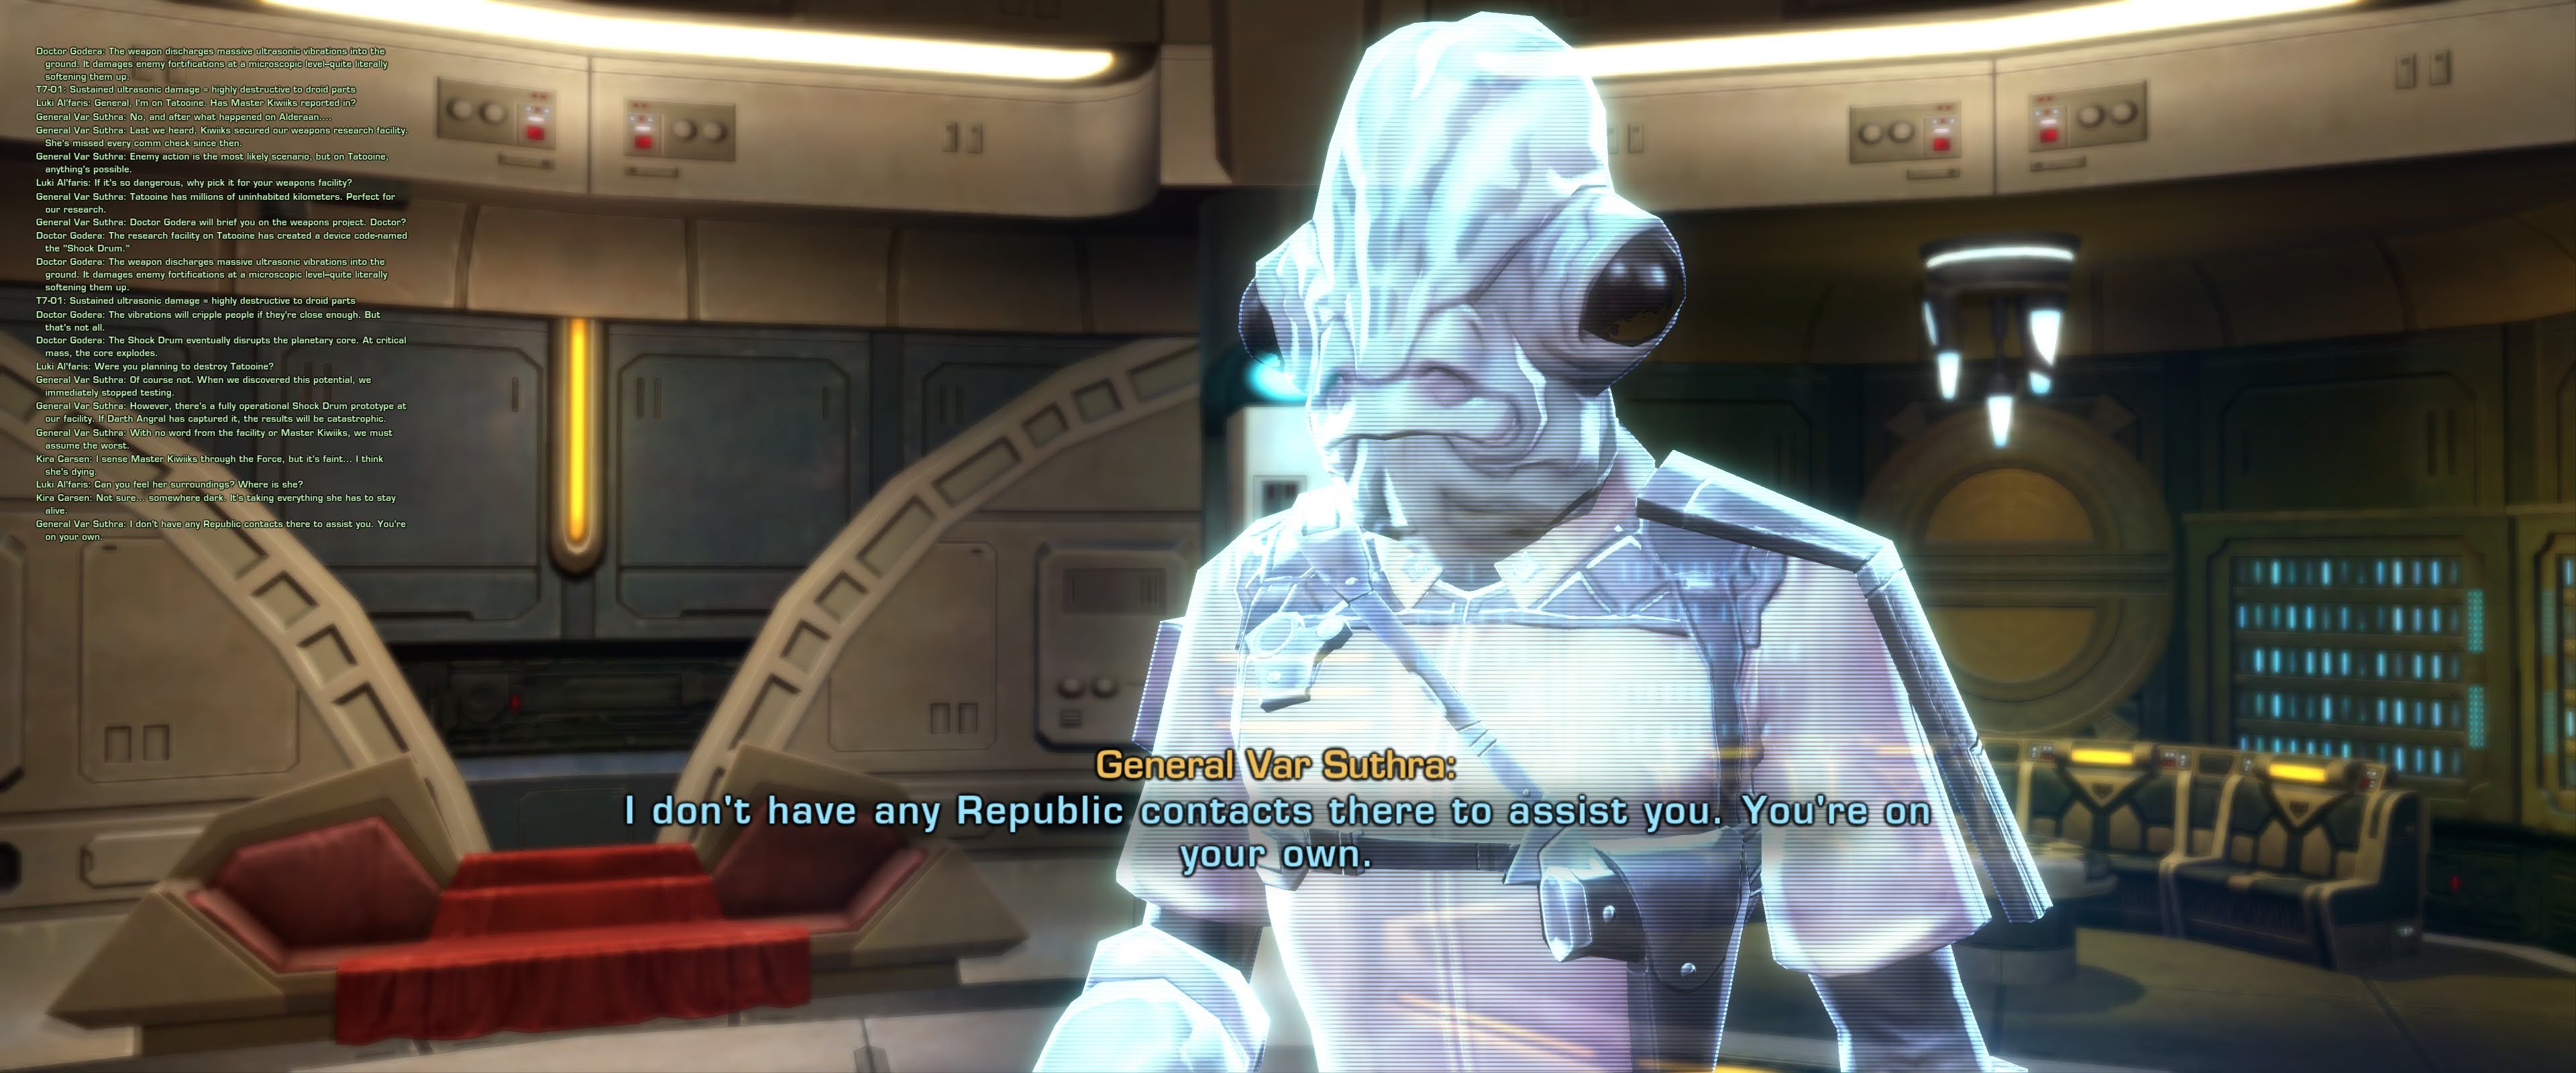 Doctor Godera: The weapon discharges massive ultrasonic vibrations into the
ground. It damages enemy fortifications at a microscopic level—quite literally
softening them up.
T7-01: Sustained ultrasonic damage = highly destructive to droid parts
Luki Al'faris: General, I'm on Tatooine. Has Master Kiwiiks reported in?
General Var Suthra: No, and after what happened on Alderaan....
General Var Suthra: Last we heard, Kiwiiks secured our weapons research facility.
She's missed every comm check since then.
General Var Suthra: Enemy action is the most likely scenario, but on Tatooine,
anything's possible.
Luki Al'faris: If it's so dangerous, why pick it for your weapons facility?
General Var Suthra: Tatooine has millions of uninhabited kilometers. Perfect for
our research.
General Var Suthra: Doctor Godera will brief you on the weapons project. Doctor?
Doctor Godera: The research facility on Tatooine has created a device code-named
the "Shock Drum."
Doctor Godera: The weapon discharges massive ultrasonic vibrations into the
ground. It damages enemy fortifications at a microscopic level—quite literally
softening them up.
T7-01: Sustained ultrasonic damage = highly destructive to droid parts
Doctor Godera: The vibrations will cripple people if they're close enough. But
that's not all.
Doctor Godera: The Shock Drum eventually disrupts the planetary core. At critical
mass, the core explodes.
Luki Al'faris: Were you planning to destroy Tatooine?
General Var Suthra: Of course not. When we discovered this potential, we
immediately stopped testing.
General Var Suthra: However, there's a fully operational Shock Drum prototype at
our facility. If Darth Angral has captured it, the results will be catastrophic.
General Var Suthra: With no word from the facility or Master Kiwiiks, we must
assume the worst.
Kira Carsen: I sense Master Kiwiiks through the Force, but it's faint... I think
she's dying.
Luki Al'faris: Can you feel her surroundings? Where is she?
Kira Carsen: Not sure... somewhere dark. It's taking everything she has to stay
alive.
General Var Suthra: I don't have any Republic contacts there to assist you. You're
on your own.
General Var Suthra:
I don't have any Republic contacts there to assist you. You're on
your own.